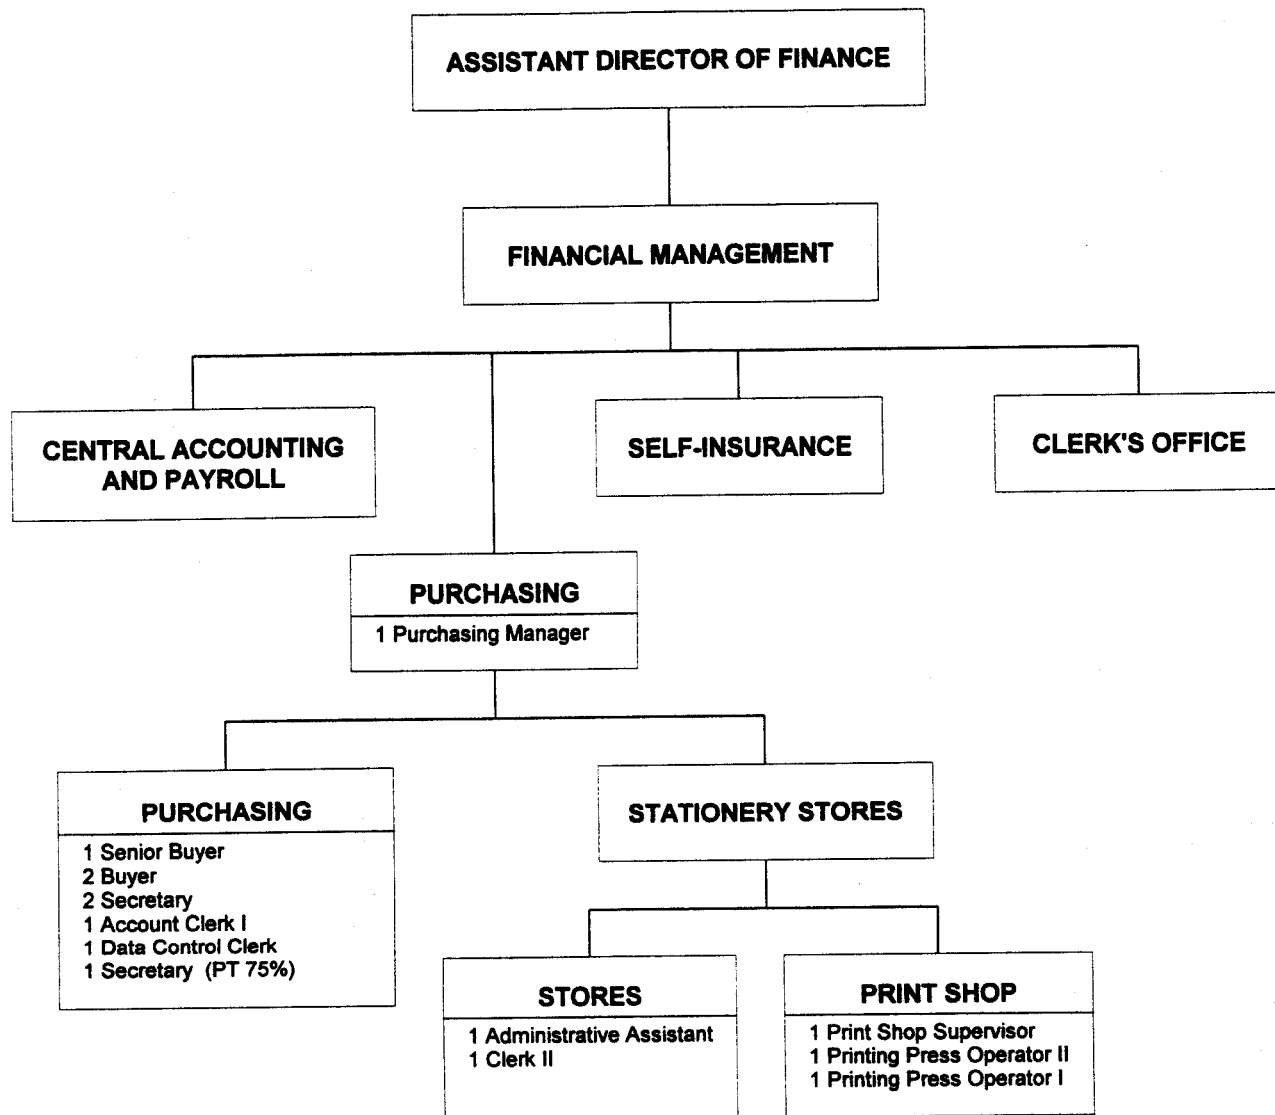 ASSISTANT DIRECTOR OF FINANCE
FINANCIAL MANAGEMENT
CENTRAL ACCOUNTING
AND PAYROLL
SELF-INSURANCE
CLERK'S OFFICE
PURCHASING
1 Purchasing Manager
PURCHASING
1 Senior Buyer
2 Buyer
2 Secretary
1 Account Clerk I
1 Data Control Clerk
1 Secretary (PT 75%)
STATIONERY STORES
STORES
1 Administrative Assistant
1 Clerk II
PRINT SHOP
1 Print Shop Supervisor
1 Printing Press Operator II
1 Printing Press Operator I